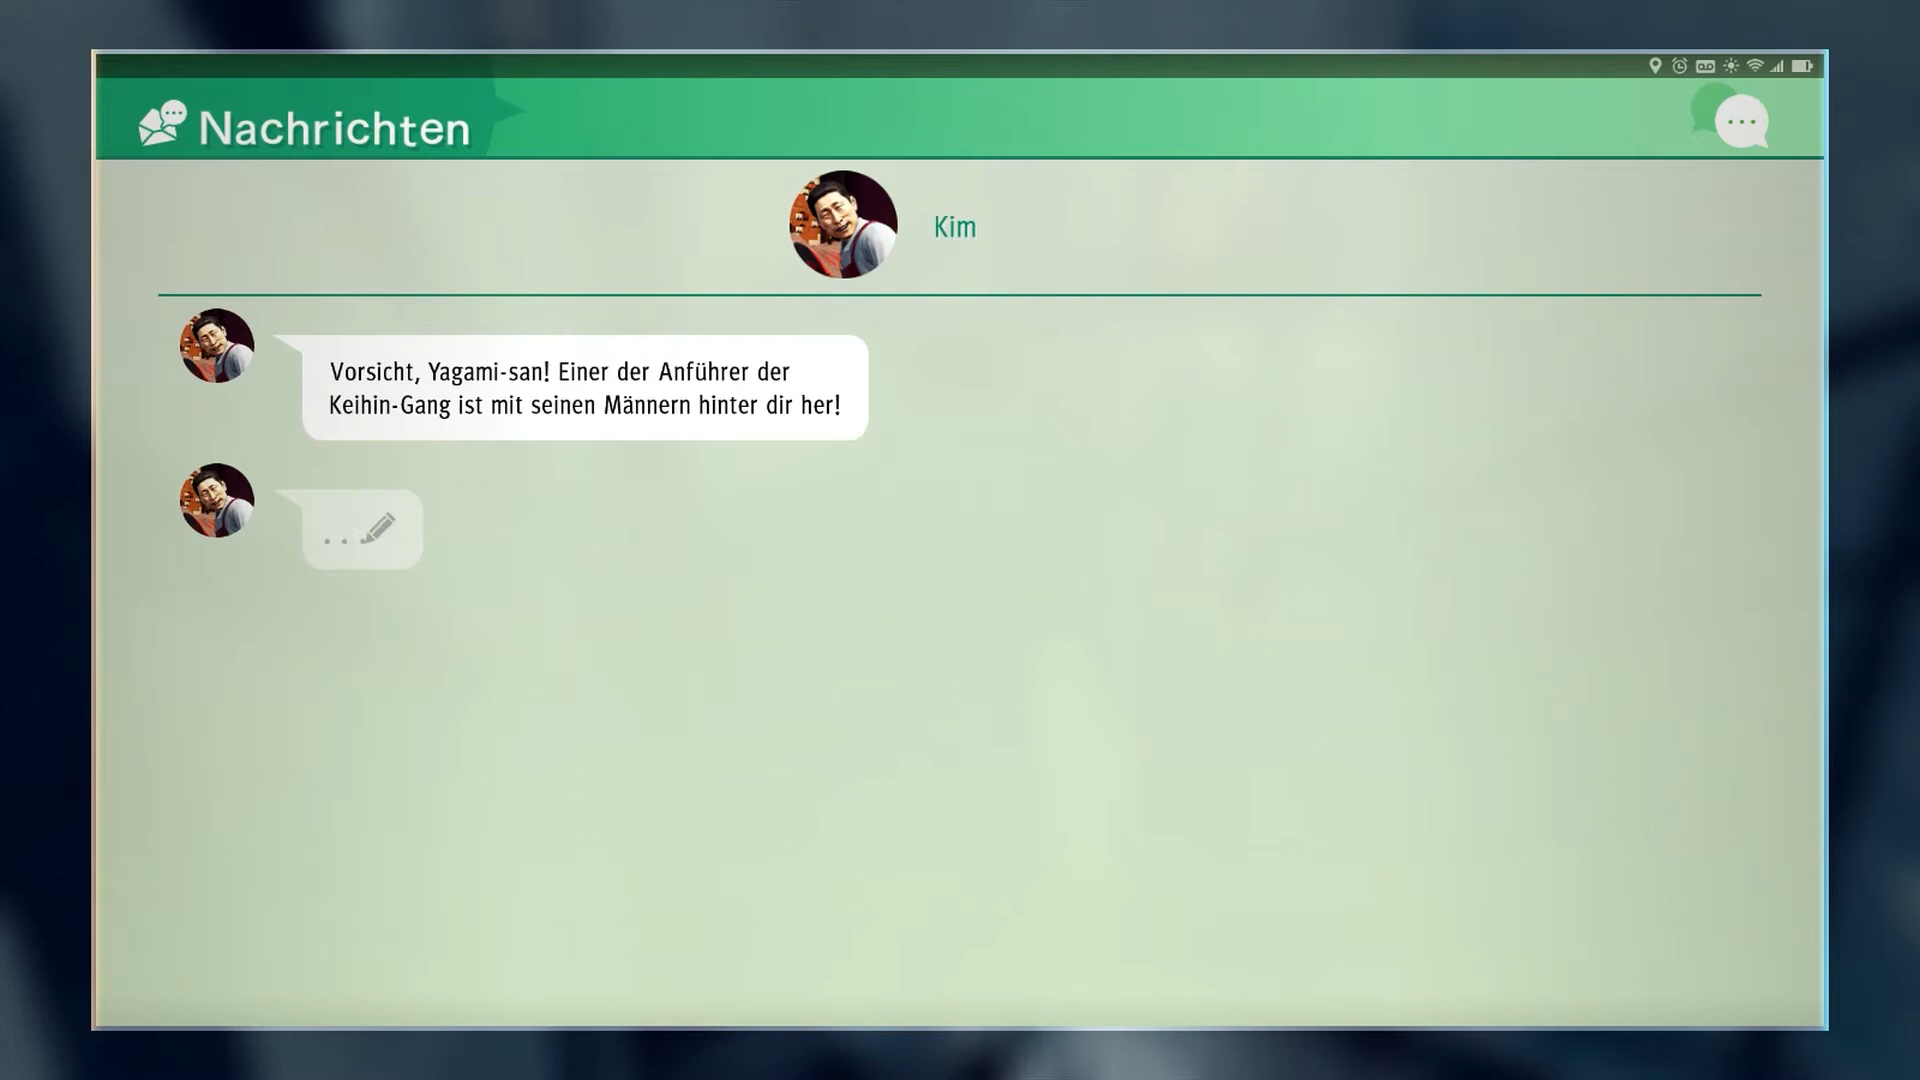 Nachrichten
Kim
Vorsicht, Yagami-san! Einer der Anführer der
Keihin-Gang ist mit seinen Männern hinter dir her!